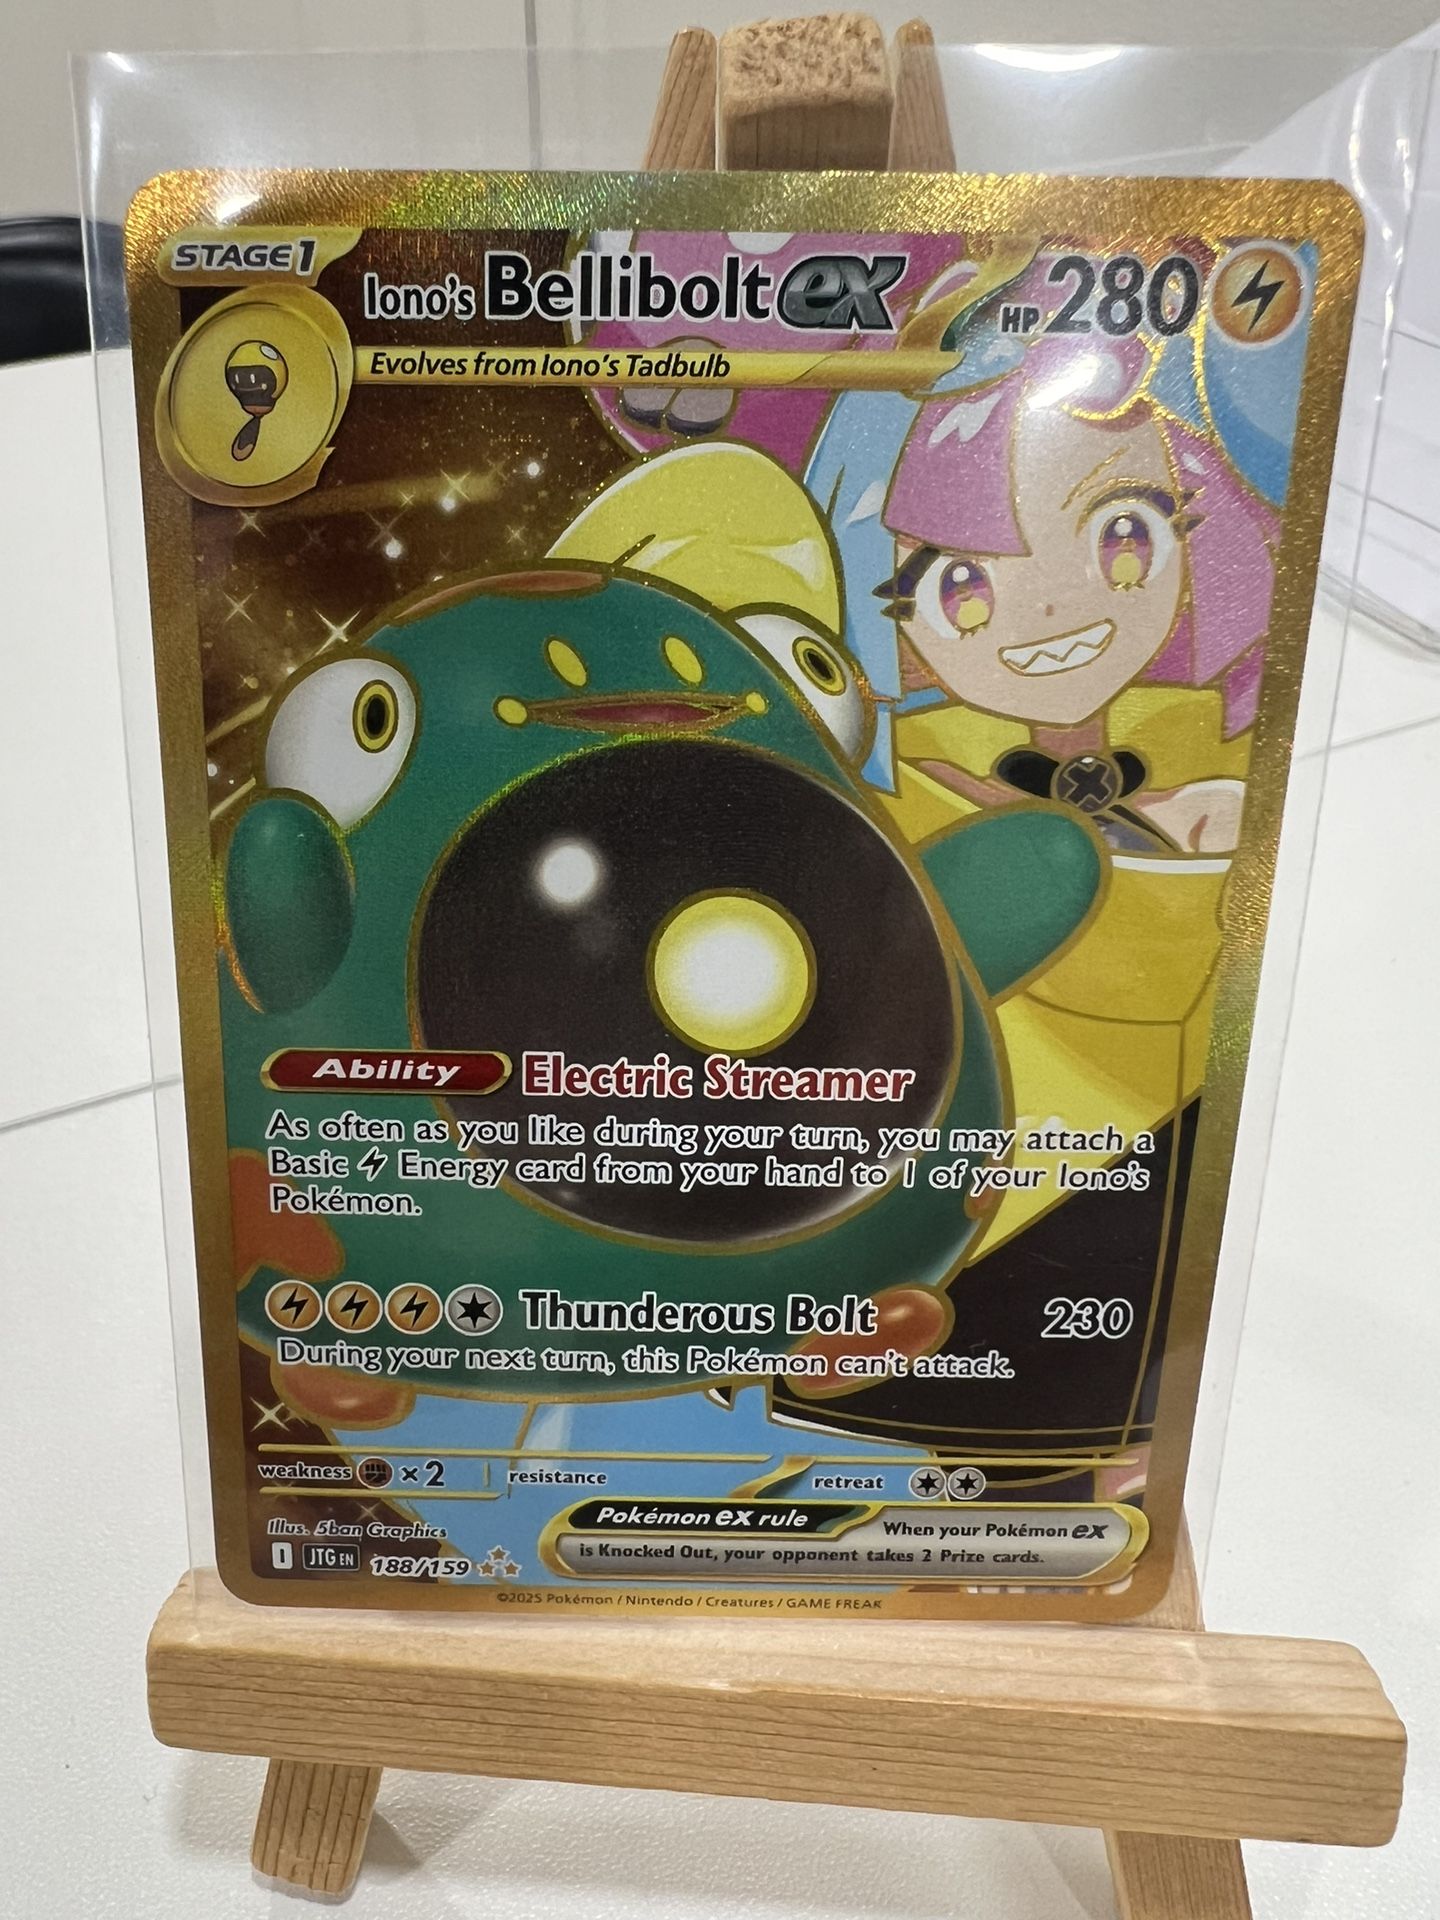 STAGE 1
Iono's Bellibolt ex HP 280
Evolves from Iono's Tadbulb
Ability Electric Streamer
As often as you like during your turn, you may attach a
Basic Energy card from your hand to 1 of your Iono's
Pokémon.
Thunderous Bolt 230
During your next turn, this Pokémon can't attack.
weakness ×2 resistance retreat
Pokémon ex rule When your Pokémon ex
is Knocked Out, your opponent takes 2 Prize cards.
Illus. 5ban Graphics
I JTG EN 188/159
©2025 Pokémon / Nintendo / Creatures / GAME FREAK